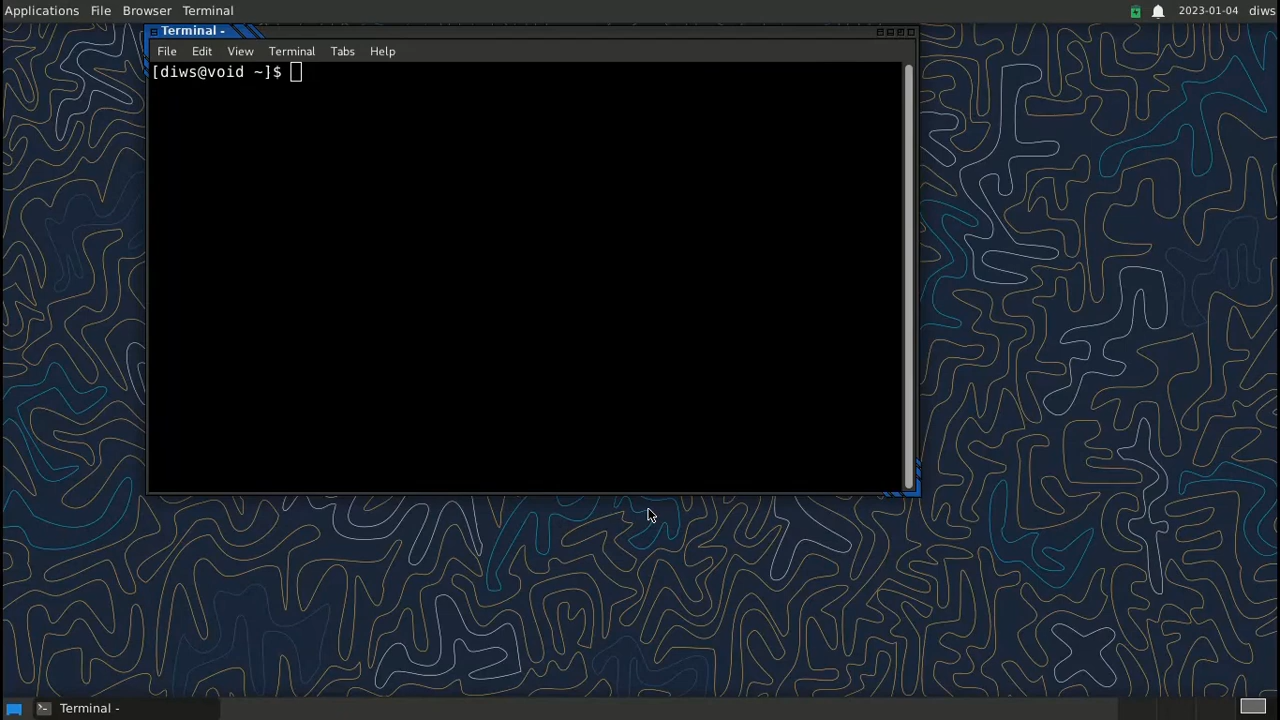 Applications File Browser Terminal 2023-01-04 diws
Terminal -
File Edit View Terminal Tabs Help
[diws@void ~]$
Terminal -